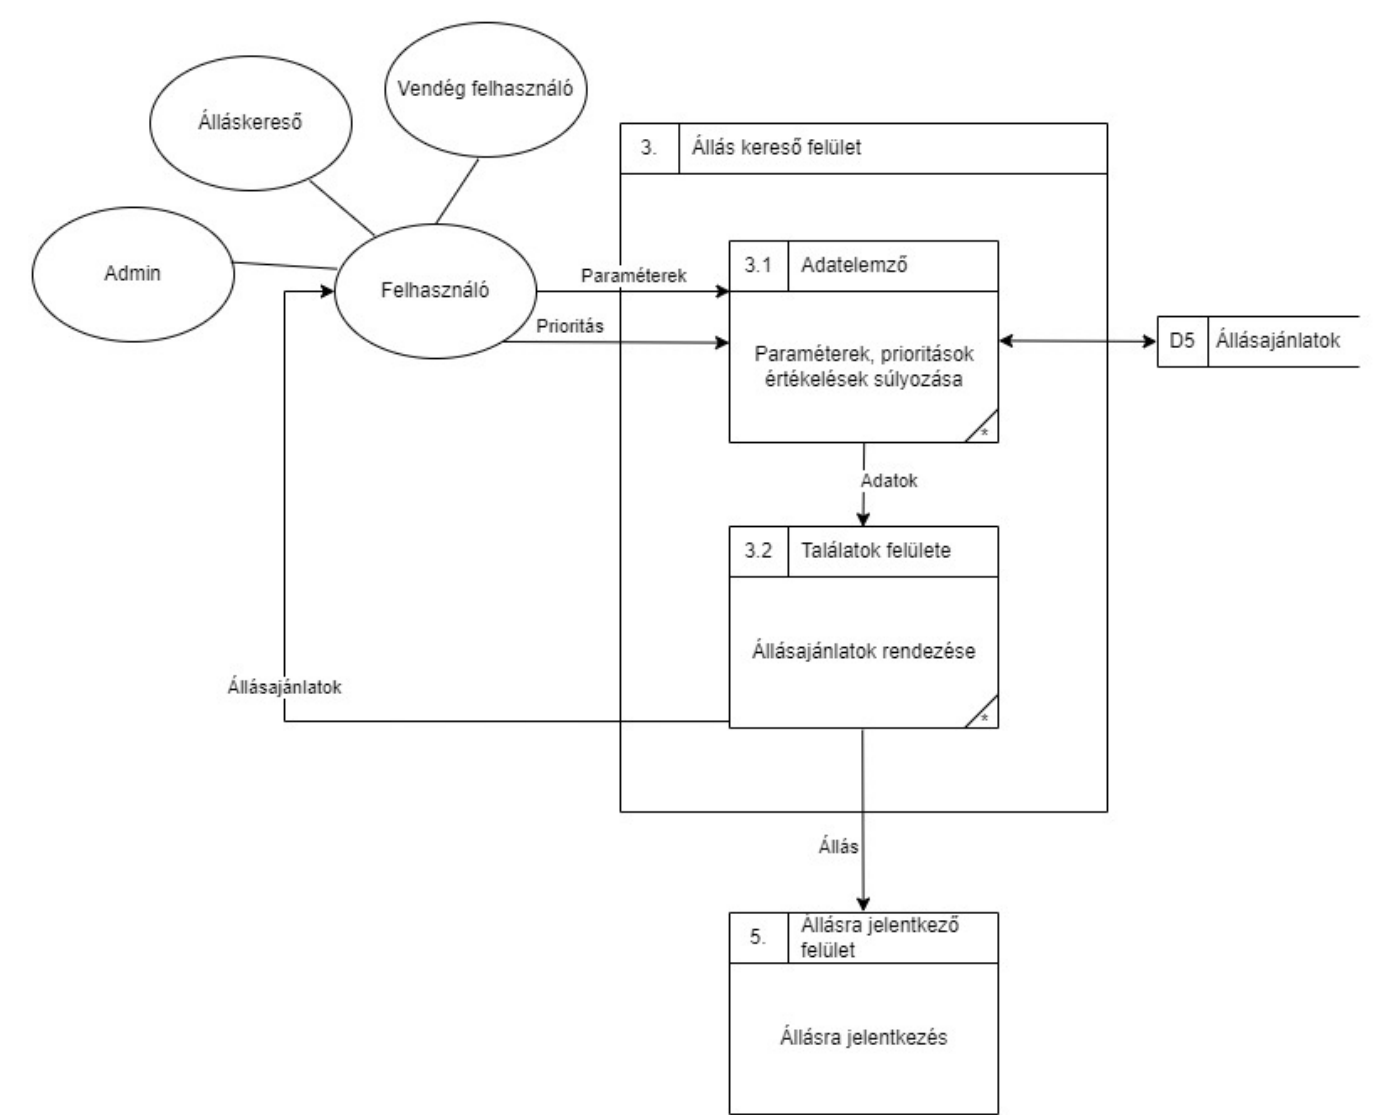 Vendég felhasználó
Álláskereső
3.
Állás kereső felület
Admin
Felhasználó
Paraméterek
Prioritás
3.1
Adatelemző
Paraméterek, prioritások
értékelések súlyozása
*
D5
Állásajánlatok
Adatok
3.2
Találatok felülete
Állásajánlatok rendezése
*
Állásajánlatok
Állás
5.
Állásra jelentkező
felület
Állásra jelentkezés